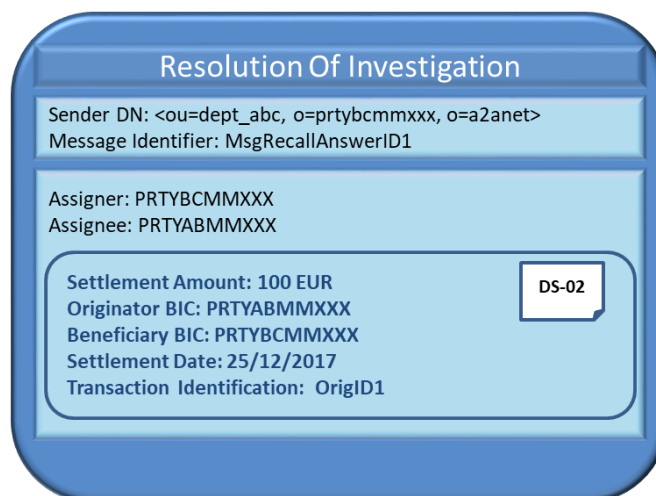 Resolution Of Investigation
Sender DN: <ou=dept_abc, o=prtybcmmxxx, o=a2anet>
Message Identifier: MsgRecallAnswerID1
Assigner: PRTYBCMMXXX
Assignee: PRTYABMMXXX
Settlement Amount: 100 EUR
DS-02
Originator BIC: PRTYABMMXXX
Beneficiary BIC: PRTYBCMMXXX
Settlement Date: 25/12/2017
Transaction Identification: OrigID1